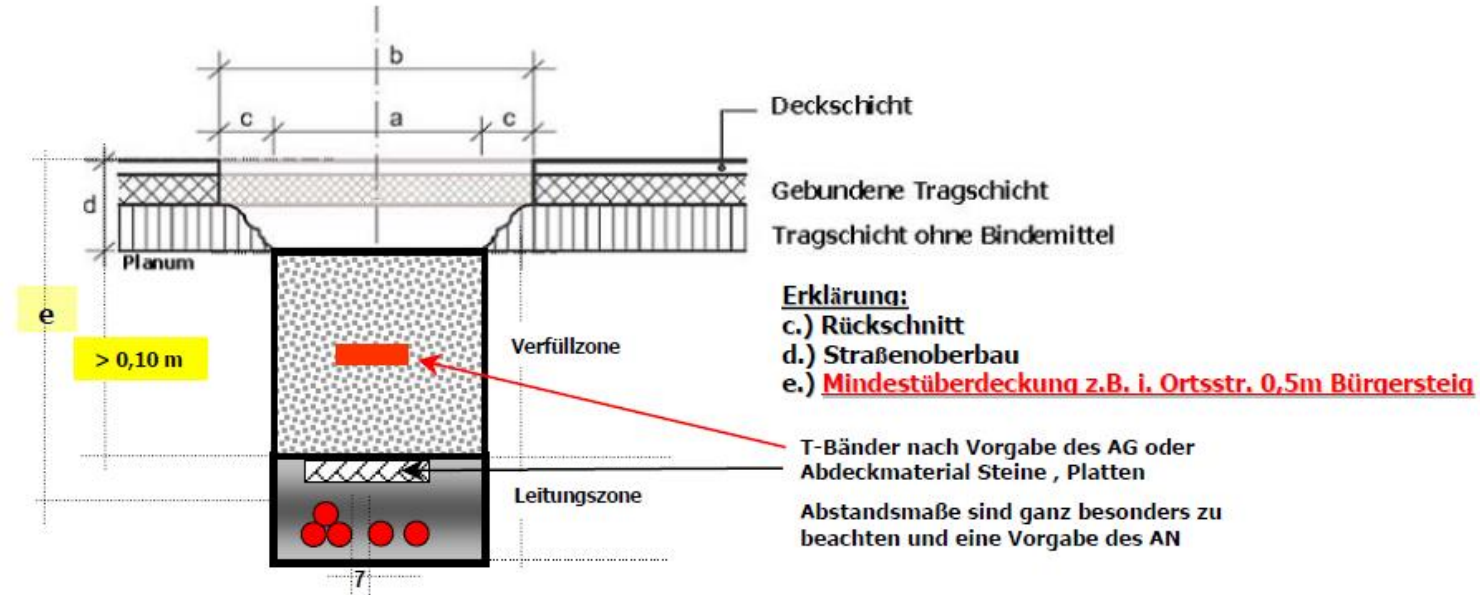 b
c
a
c
Deckschicht
d
Gebundene Tragschicht
Tragschicht ohne Bindemittel
Planum
e
> 0,10 m
Verfüllzone
Erklärung:
c.) Rückschnitt
d.) Straßenoberbau
e.) Mindestüberdeckung z.B. i. Ortsstr. 0,5m Bürgersteig
T-Bänder nach Vorgabe des AG oder
Abdeckmaterial Steine , Platten
Leitungszone
Abstandsmaße sind ganz besonders zu
beachten und eine Vorgabe des AN
7